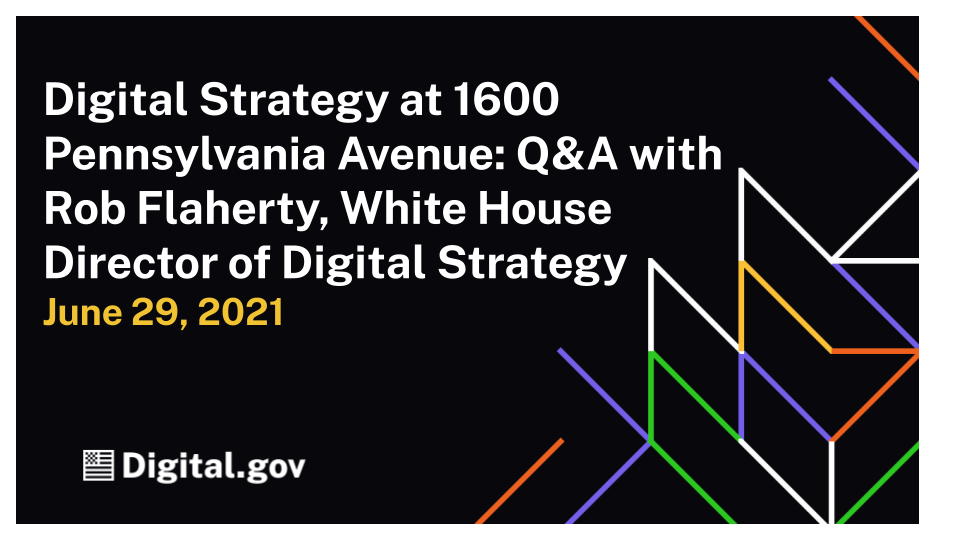 Digital Strategy at 1600
Pennsylvania Avenue: Q&A with
Rob Flaherty, White House
Director of Digital Strategy
June 29, 2021
Digital.gov